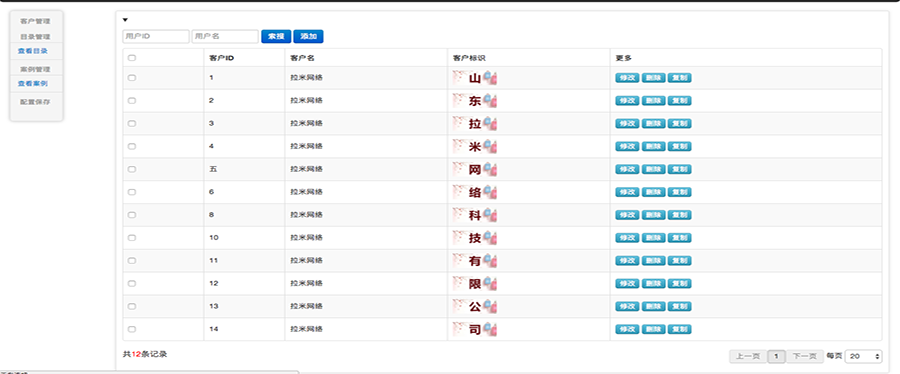 客户管理
目录管理
查看目录
案例管理
查看案例
配置保存
用户ID 用户名 索搜 添加
客户ID 客户名 客户标识 更多
1 拉米网络 山 修改 删除 复制
2 拉米网络 东 修改 删除 复制
3 拉米网络 拉 修改 删除 复制
4 拉米网络 米 修改 删除 复制
五 拉米网络 网 修改 删除 复制
6 拉米网络 络 修改 删除 复制
8 拉米网络 科 修改 删除 复制
10 拉米网络 技 修改 删除 复制
11 拉米网络 有 修改 删除 复制
12 拉米网络 限 修改 删除 复制
13 拉米网络 公 修改 删除 复制
14 拉米网络 司 修改 删除 复制
共12条记录
上一页 1 下一页 每页 20